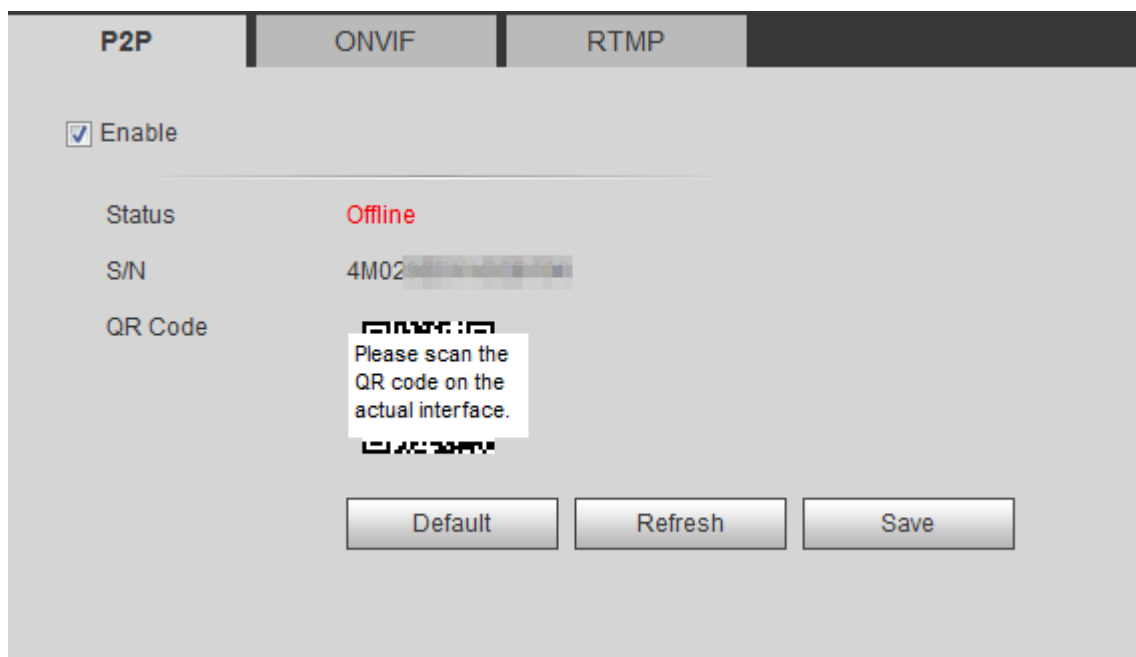 P2P ONVIF RTMP
Enable
Status Offline
S/N 4M02
QR Code
Please scan the
QR code on the
actual interface.
Default Refresh Save